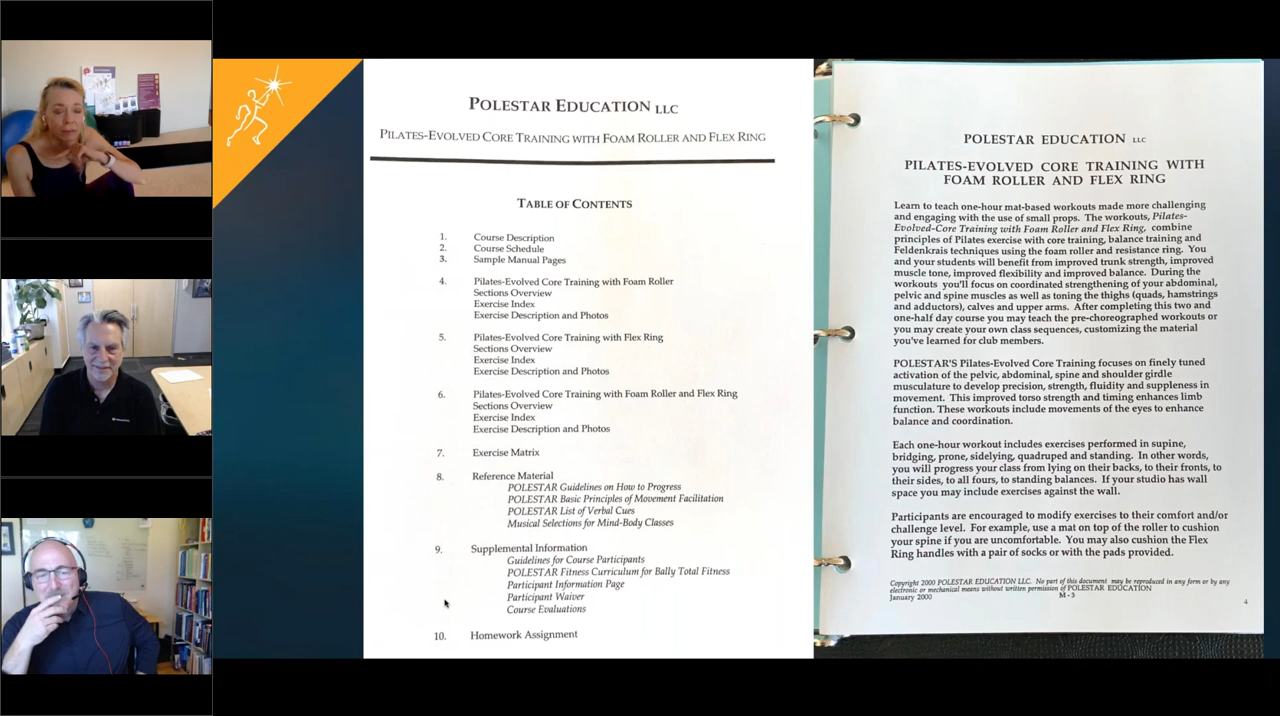 POLESTAR EDUCATION LLC
PILATES-EVOLVED CORE TRAINING WITH FOAM ROLLER AND FLEX RING
TABLE OF CONTENTS
1. Course Description
2. Course Schedule
3. Sample Manual Pages
4. Pilates-Evolved Core Training with Foam Roller
Sections Overview
Exercise Index
Exercise Description and Photos
5. Pilates-Evolved Core Training with Flex Ring
Sections Overview
Exercise Index
Exercise Description and Photos
6. Pilates-Evolved Core Training with Foam Roller and Flex Ring
Sections Overview
Exercise Index
Exercise Description and Photos
7. Exercise Matrix
8. Reference Material
POLESTAR Guidelines on How to Progress
POLESTAR Basic Principles of Movement Facilitation
POLESTAR List of Verbal Cues
Musical Selections for Mind-Body Classes
9. Supplemental Information
Guidelines for Course Participants
POLESTAR Fitness Curriculum for Bally Total Fitness
Participant Information Page
Participant Waiver
Course Evaluations
10. Homework Assignment
POLESTAR EDUCATION LLC
PILATES-EVOLVED CORE TRAINING WITH
FOAM ROLLER AND FLEX RING
Learn to teach one-hour mat-based workouts made more challenging
and engaging with the use of small props. The workouts, Pilates-
Evolved-Core Training with Foam Roller and Flex Ring, combine
principles of Pilates exercise with core training, balance training and
Feldenkrais techniques using the foam roller and resistance ring. You
and your students will benefit from improved trunk strength, improved
muscle tone, improved flexibility and improved balance. During the
workouts you'll focus on coordinated strengthening of your abdominal,
pelvic and spine muscles as well as toning the thighs (quads, hamstrings
and adductors), calves and upper arms. After completing this two and
one-half day course you may teach the pre-choreographed workouts or
you may create your own class sequences, customizing the material
you've learned for club members.
POLESTAR'S Pilates-Evolved Core Training focuses on finely tuned
activation of the pelvic, abdominal, spine and shoulder girdle
musculature to develop precision, strength, fluidity and suppleness in
movement. This improved torso strength and timing enhances limb
function. These workouts include movements of the eyes to enhance
balance and coordination.
Each one-hour workout includes exercises performed in supine,
bridging, prone, sidelying, quadruped and standing. In other words,
you will progress your class from lying on their backs, to their fronts, to
their sides, to all fours, to standing balances. If your studio has wall
space you may include exercises against the wall.
Participants are encouraged to modify exercises to their comfort and/or
challenge level. For example, use a mat on top of the roller to cushion
your spine if you are uncomfortable. You may also cushion the Flex
Ring handles with a pair of socks or with the pads provided.
Copyright 2000 POLESTAR EDUCATION LLC. No part of this document may be reproduced in any form or by any
electronic or mechanical means without written permission of POLESTAR EDUCATION
January 2000 M-3
4